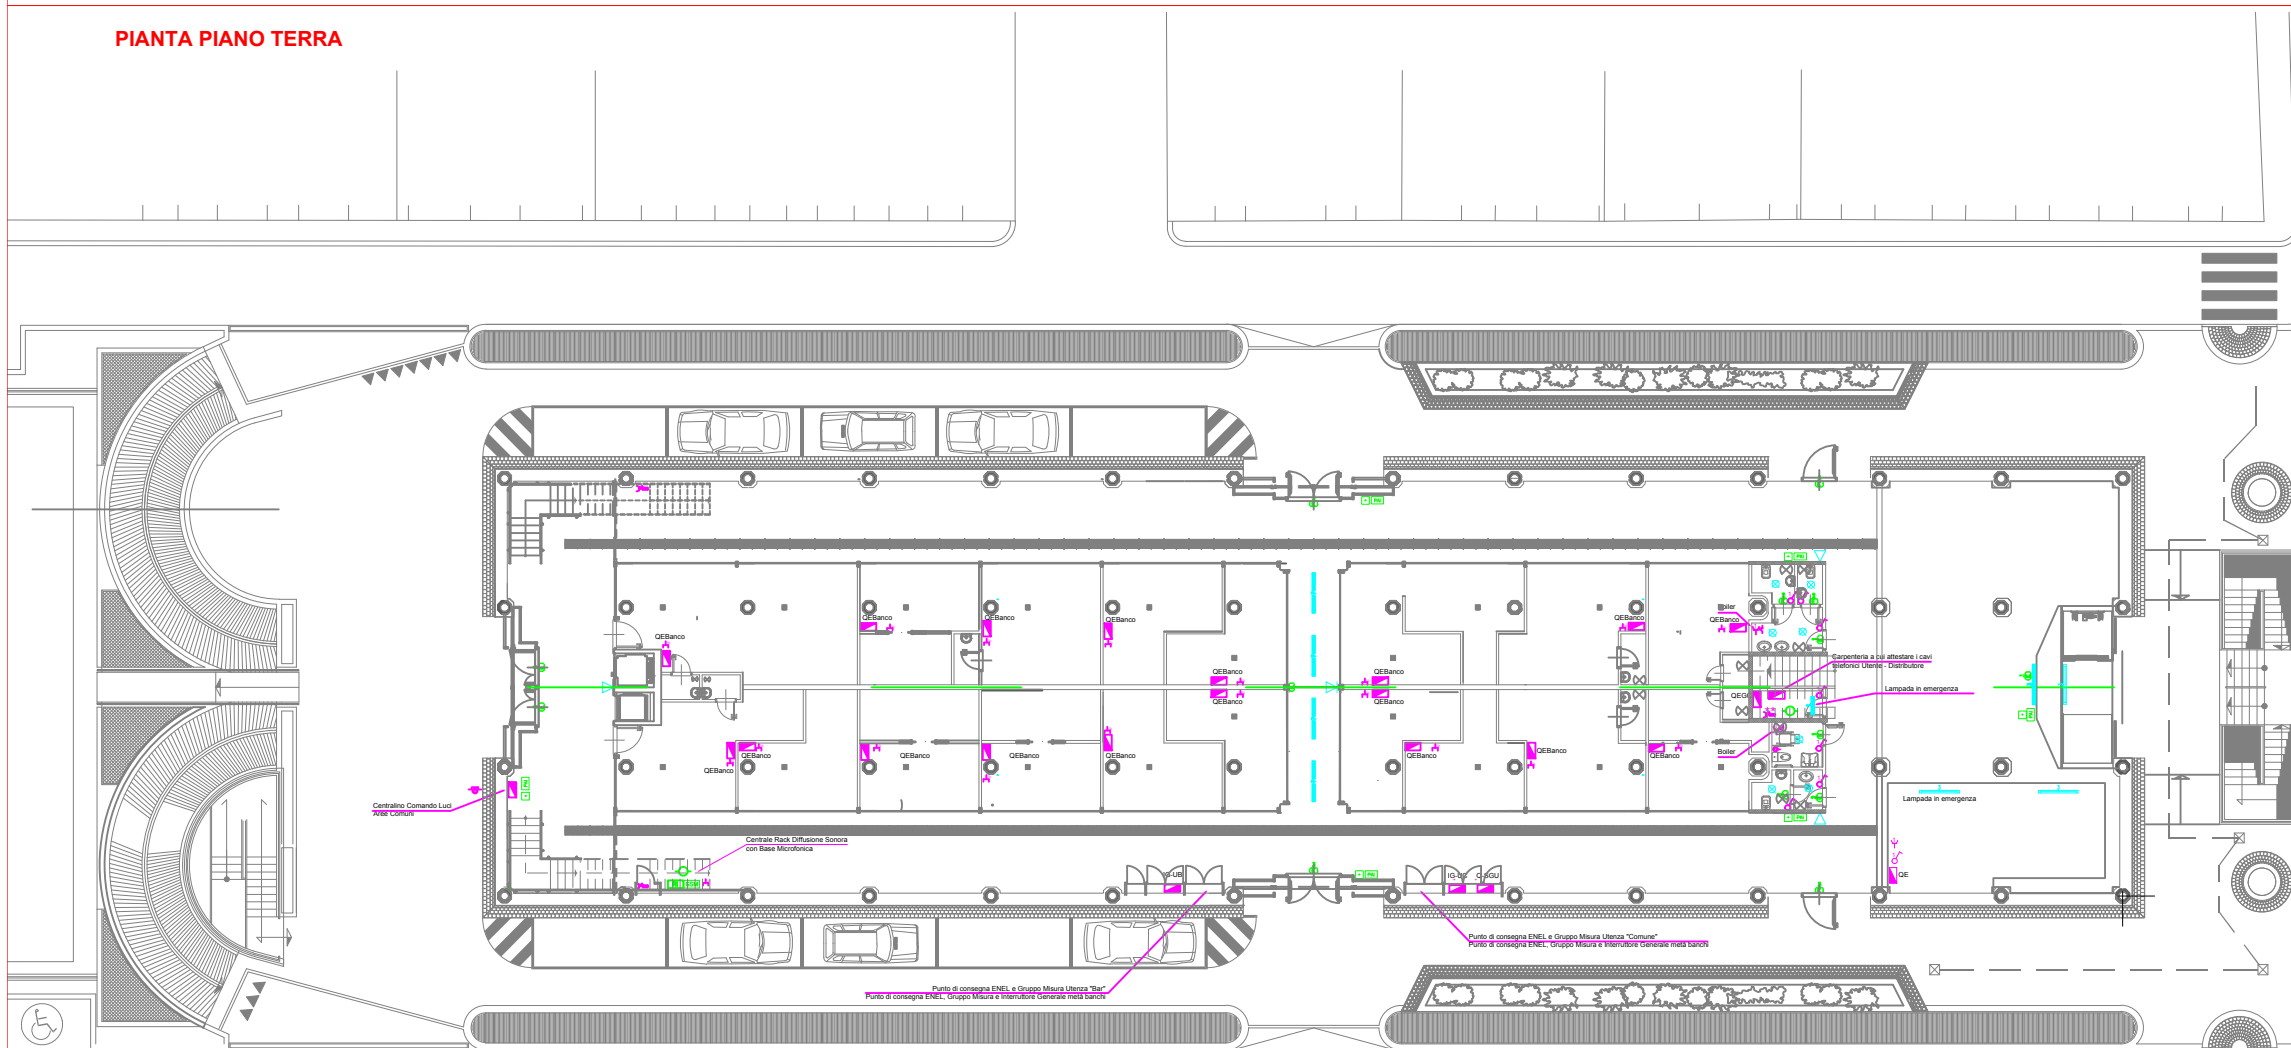 PIANTA PIANO TERRA
QEBanco
QEBanco
QEBanco
QEBanco
QEBanco
QEBanco
Boiler
QEBanco
Carpenteria a cui attestare i cavi
telefonici Utente - Distributore
QEBanco
QEBanco
QEBanco
QEBanco
Lampada in emergenza
QEBanco
QEBanco
QEBanco
QEBanco
QEBanco
QEBanco
QEBanco
QEBanco
Boiler
Centralino Comando Luci
Aree Comuni
Lampada in emergenza
Centrale Rack Diffusione Sonora
con Base Microfonica
IG-UB
QE
Punto di consegna ENEL e Gruppo Misura Utenza "Comune"
Punto di consegna ENEL, Gruppo Misura e Interruttore Generale metà banchi
Punto di consegna ENEL e Gruppo Misura Utenza "Bar"
Punto di consegna ENEL, Gruppo Misura e Interruttore Generale metà banchi